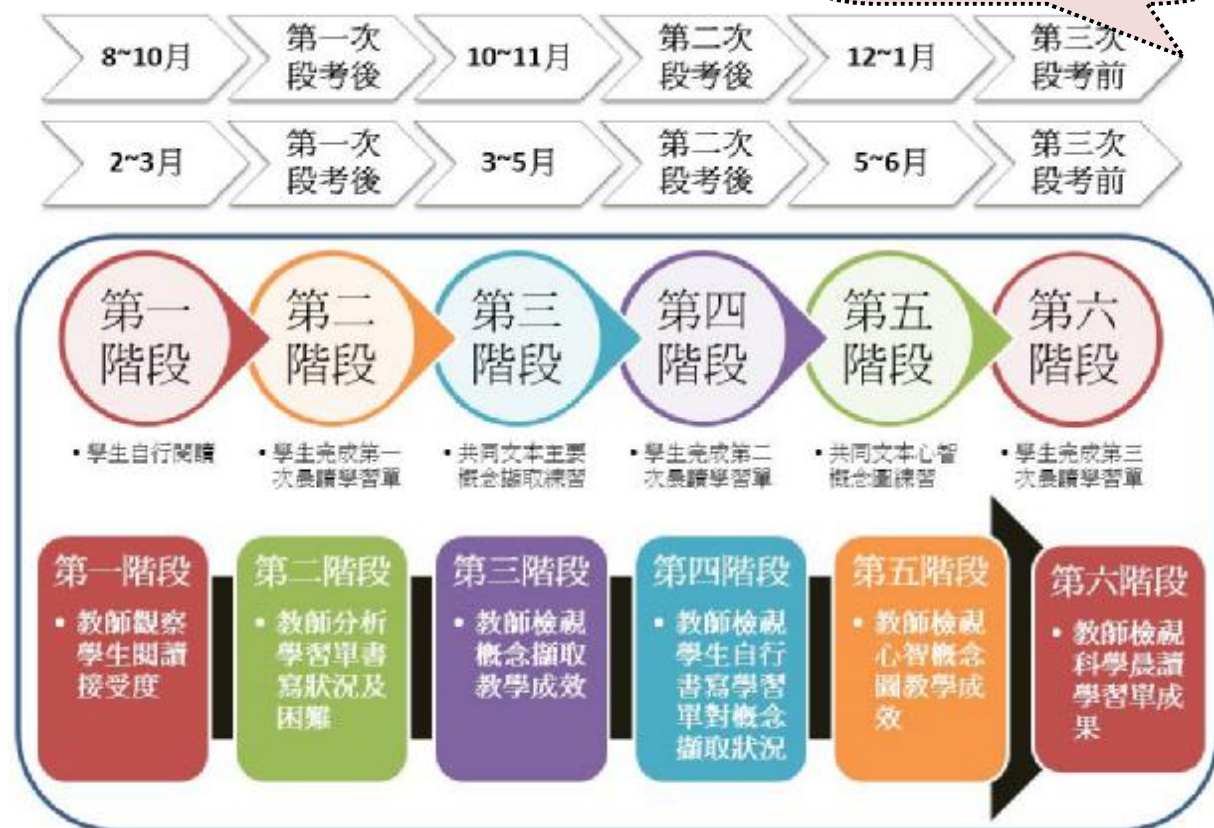 8~10月
第一次
段考後
10~11月
第二次
段考後
12~1月
第三次
段考前
2~3月
第一次
段考後
3~5月
第二次
段考後
5~6月
第三次
段考前
第一
階段
第二
階段
第三
階段
第四
階段
第五
階段
第六
階段
• 學生自行閱讀
• 學生完成第一
次晨讀學習單
• 共同文本主要
概念擷取練習
• 學生完成第二
次晨讀學習單
• 共同文本心智
概念圖練習
• 學生完成第三
次晨讀學習單
第一階段
• 教師觀察
學生閱讀
接受度
第二階段
• 教師分析
學習單書
寫狀況及
困難
第三階段
• 教師檢視
概念擷取
教學成效
第四階段
• 教師檢視
學生自行
書寫學習
單對概念
擷取狀況
第五階段
• 教師檢視
心智概念
圖教學成
效
第六階段
• 教師檢視
科學晨讀
學習單成
果